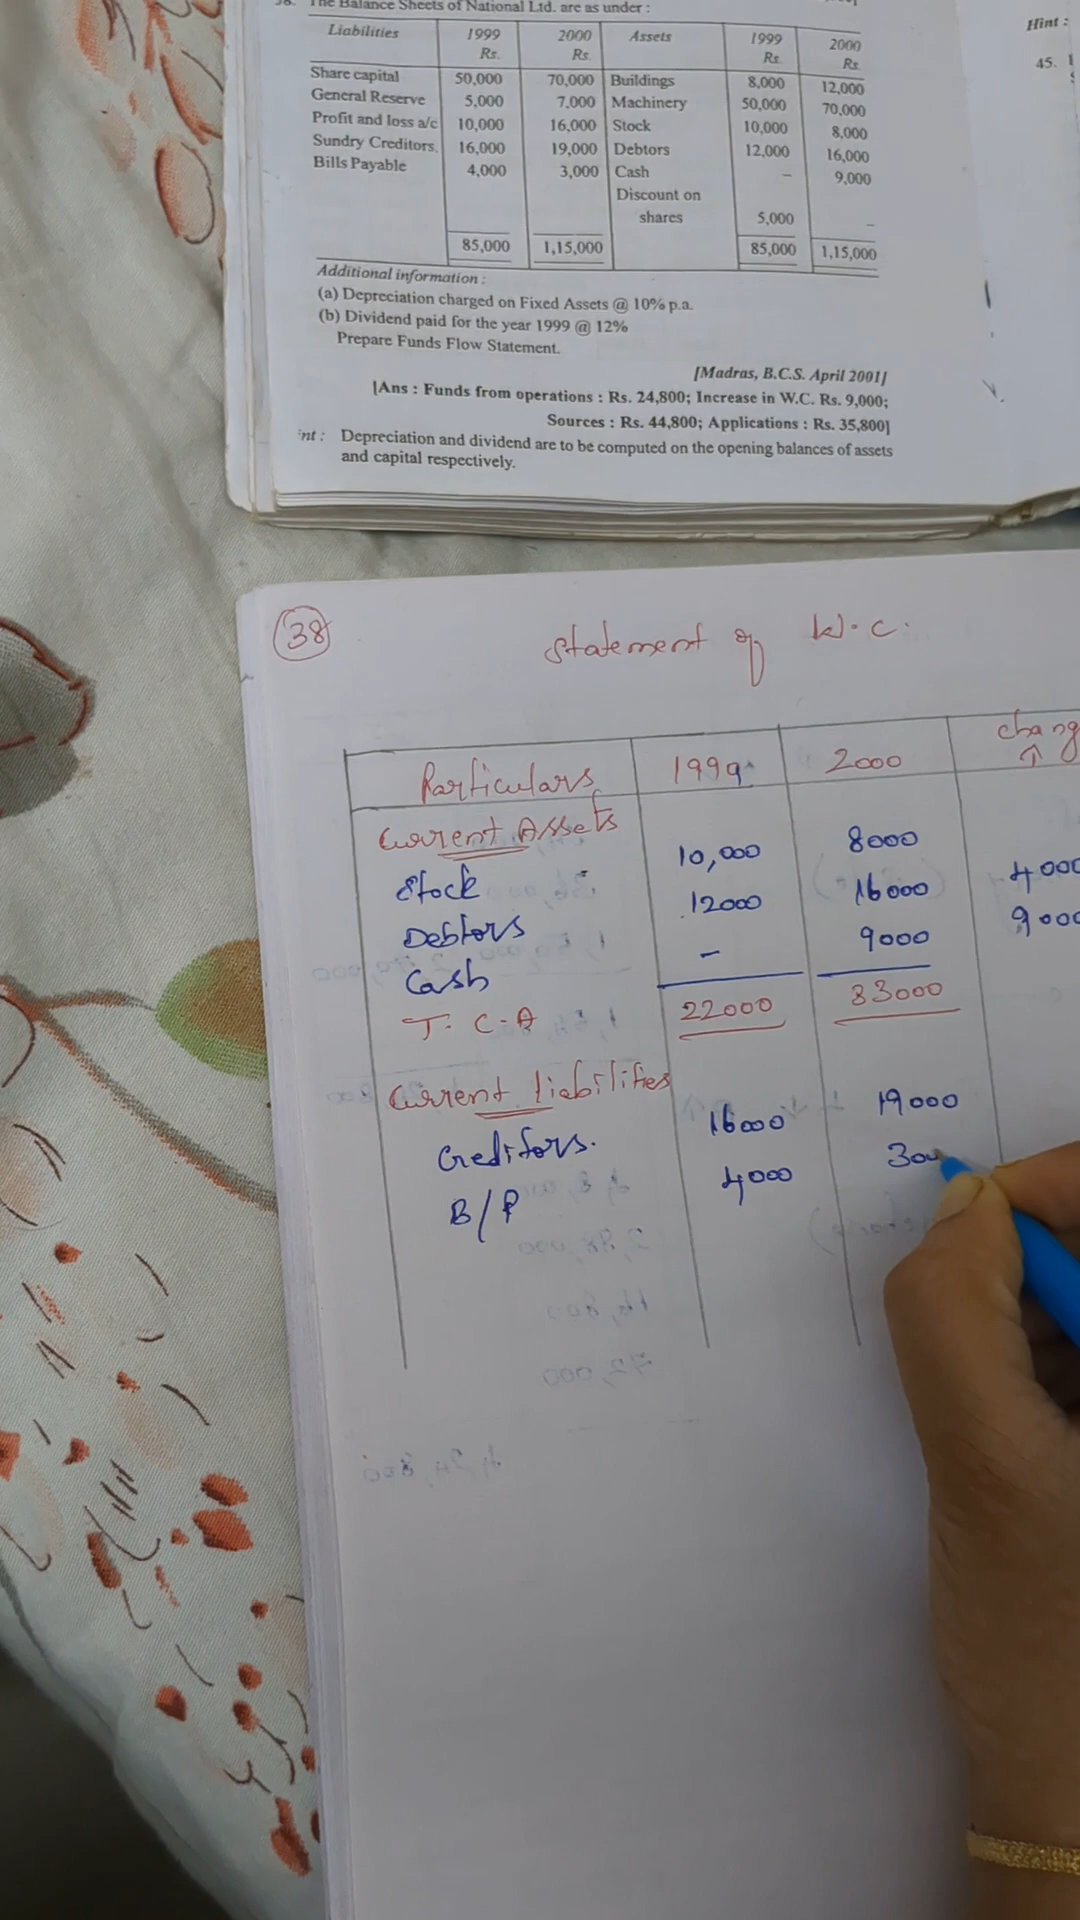 38. The Balance Sheets of National Ltd. are as under :
Liabilities 1999 2000 Assets 1999 2000
Rs. Rs. Rs. Rs.
Share capital 50,000 70,000 Buildings 8,000 12,000
General Reserve 5,000 7,000 Machinery 50,000 70,000
Profit and loss a/c 10,000 16,000 Stock 10,000 8,000
Sundry Creditors. 16,000 19,000 Debtors 12,000 16,000
Bills Payable 4,000 3,000 Cash – 9,000
Discount on
shares 5,000 –
85,000 1,15,000 85,000 1,15,000
Additional information :
(a) Depreciation charged on Fixed Assets @ 10% p.a.
(b) Dividend paid for the year 1999 @ 12%
Prepare Funds Flow Statement.
[Madras, B.C.S. April 2001]
[Ans : Funds from operations : Rs. 24,800; Increase in W.C. Rs. 9,000;
Sources : Rs. 44,800; Applications : Rs. 35,800]
int : Depreciation and dividend are to be computed on the opening balances of assets
and capital respectively.
Hint :
45.
38
Statement of W.C.
Particulars 1999 2000 chang
↑
Current Assets
Stock 10,000 8000
Debtors 12000 16000 4000
Cash – 9000 9000
T. C. A 22000 33000
Current liabilities
Creditors. 16000 19000
B/P 4000 300